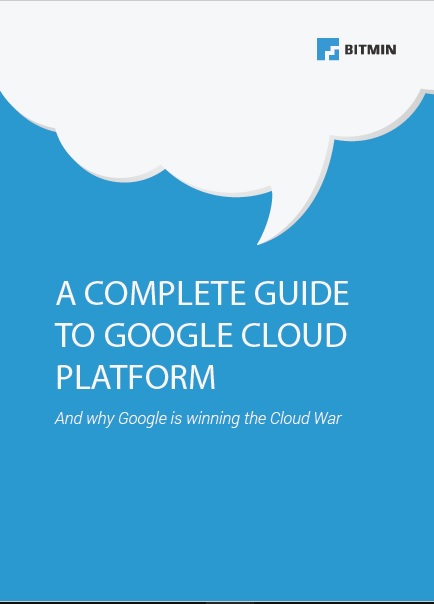 BITMIN
A COMPLETE GUIDE
TO GOOGLE CLOUD
PLATFORM
And why Google is winning the Cloud War